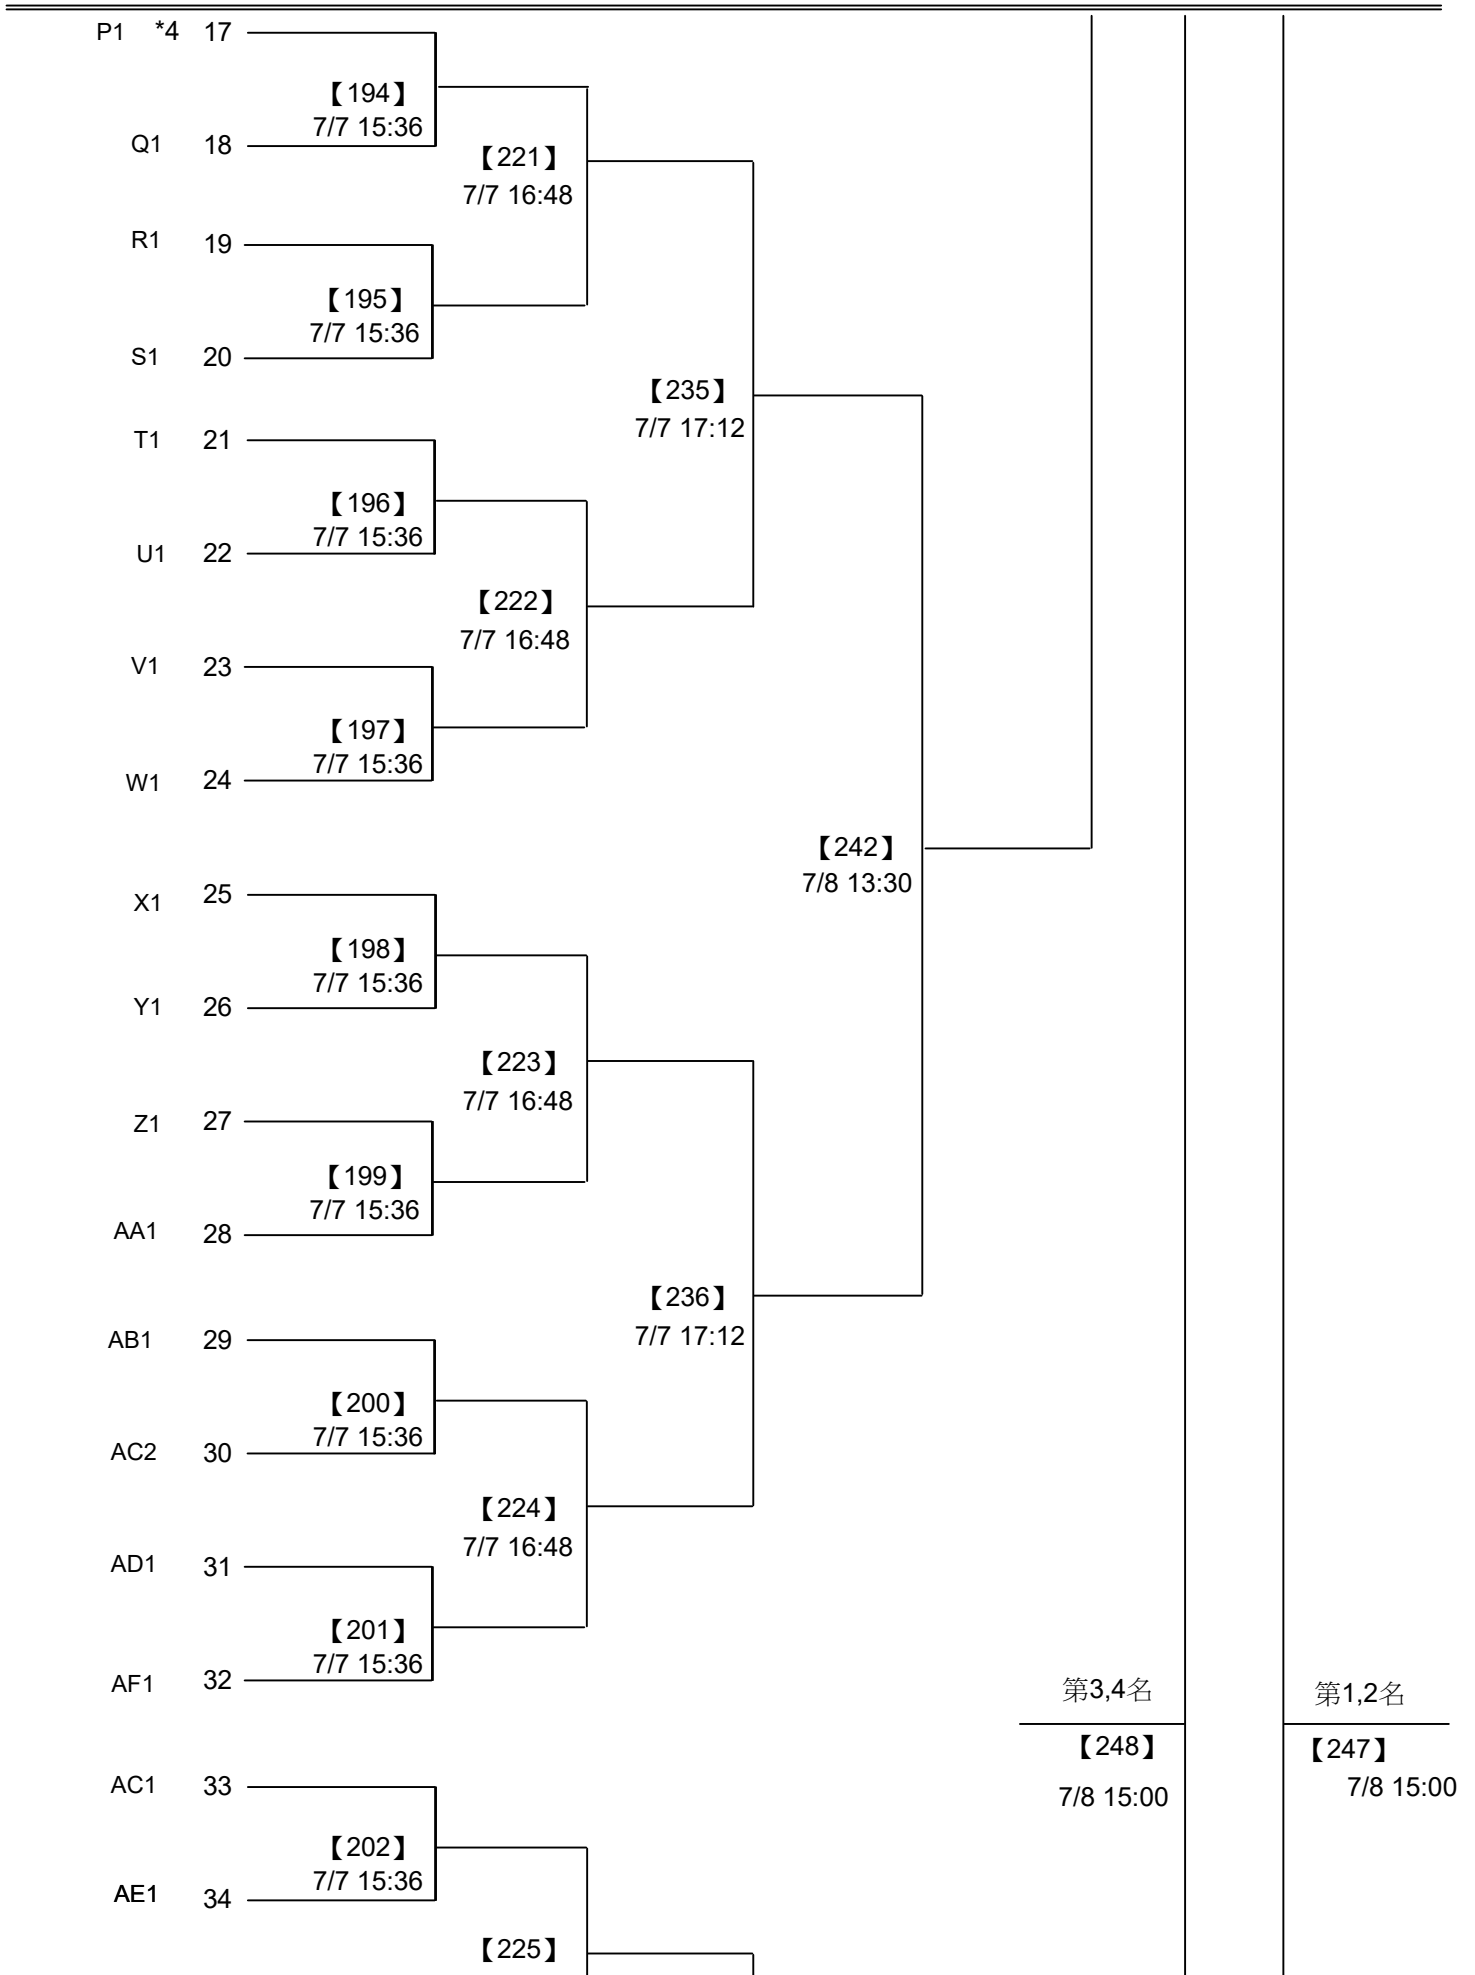 P1 *4 17
【194】
7/7 15:36
Q1 18
【221】
7/7 16:48
R1 19
【195】
7/7 15:36
S1 20
【235】
7/7 17:12
T1 21
【196】
7/7 15:36
U1 22
【222】
7/7 16:48
V1 23
【197】
7/7 15:36
W1 24
【242】
7/8 13:30
X1 25
【198】
7/7 15:36
Y1 26
【223】
7/7 16:48
Z1 27
【199】
7/7 15:36
AA1 28
【236】
7/7 17:12
AB1 29
【200】
7/7 15:36
AC2 30
【224】
7/7 16:48
AD1 31
【201】
7/7 15:36
AF1 32
第3,4名
【248】
7/8 15:00
第1,2名
【247】
7/8 15:00
AC1 33
【202】
7/7 15:36
AE1 34
【225】